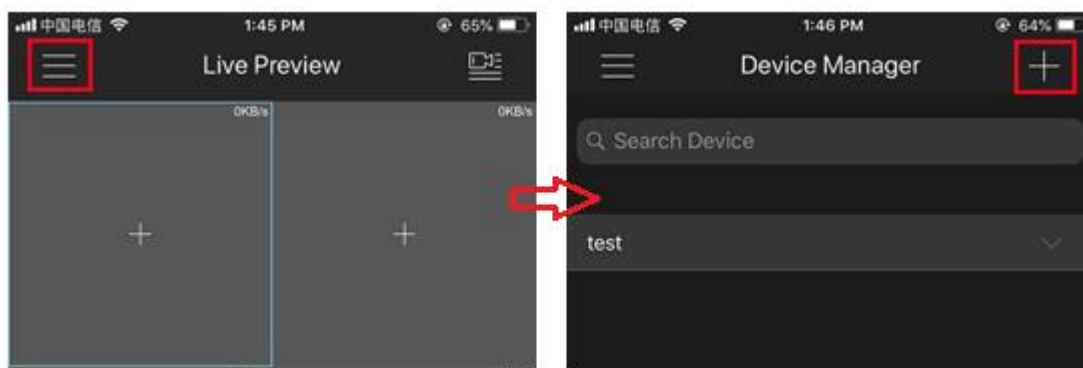 中国电信 1:45 PM 65%
Live Preview
0KB/s 0KB/s
中国电信 1:46 PM 64%
Device Manager
Search Device
test